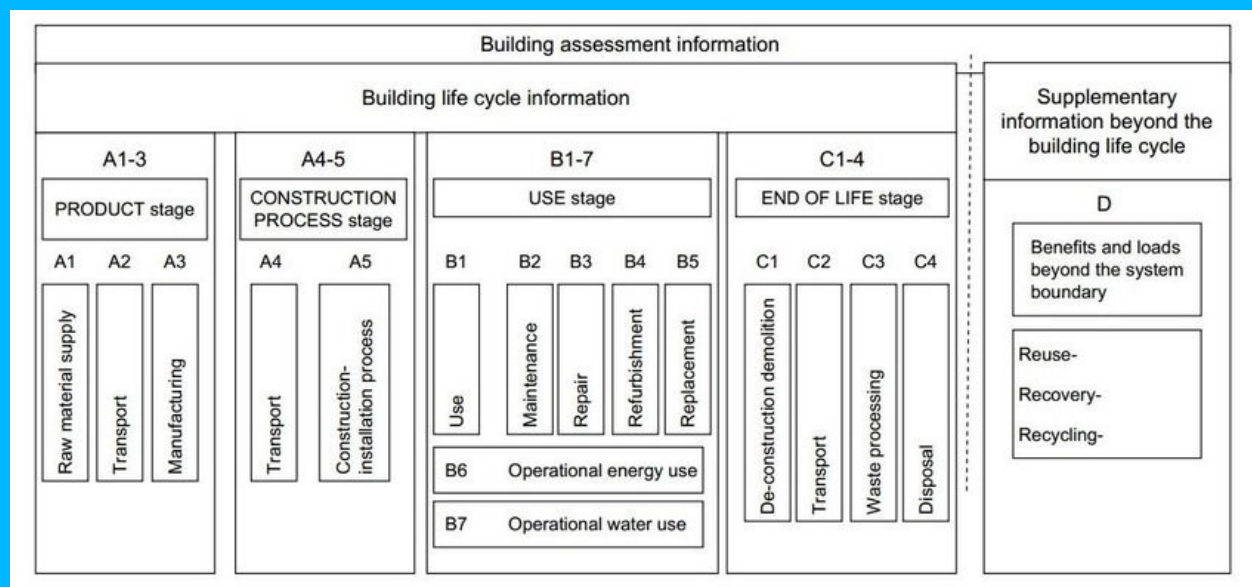 Building assessment information
Building life cycle information
Supplementary
information beyond the
building life cycle
A1-3
PRODUCT stage
A1 A2 A3
Raw material supply
Transport
Manufacturing
A4-5
CONSTRUCTION
PROCESS stage
A4 A5
Transport
Construction-
installation process
B1-7
USE stage
B1 B2 B3 B4 B5
Use
Maintenance
Repair
Refurbishment
Replacement
B6 Operational energy use
B7 Operational water use
C1-4
END OF LIFE stage
C1 C2 C3 C4
De-construction demolition
Transport
Waste processing
Disposal
D
Benefits and loads
beyond the system
boundary
Reuse-
Recovery-
Recycling-